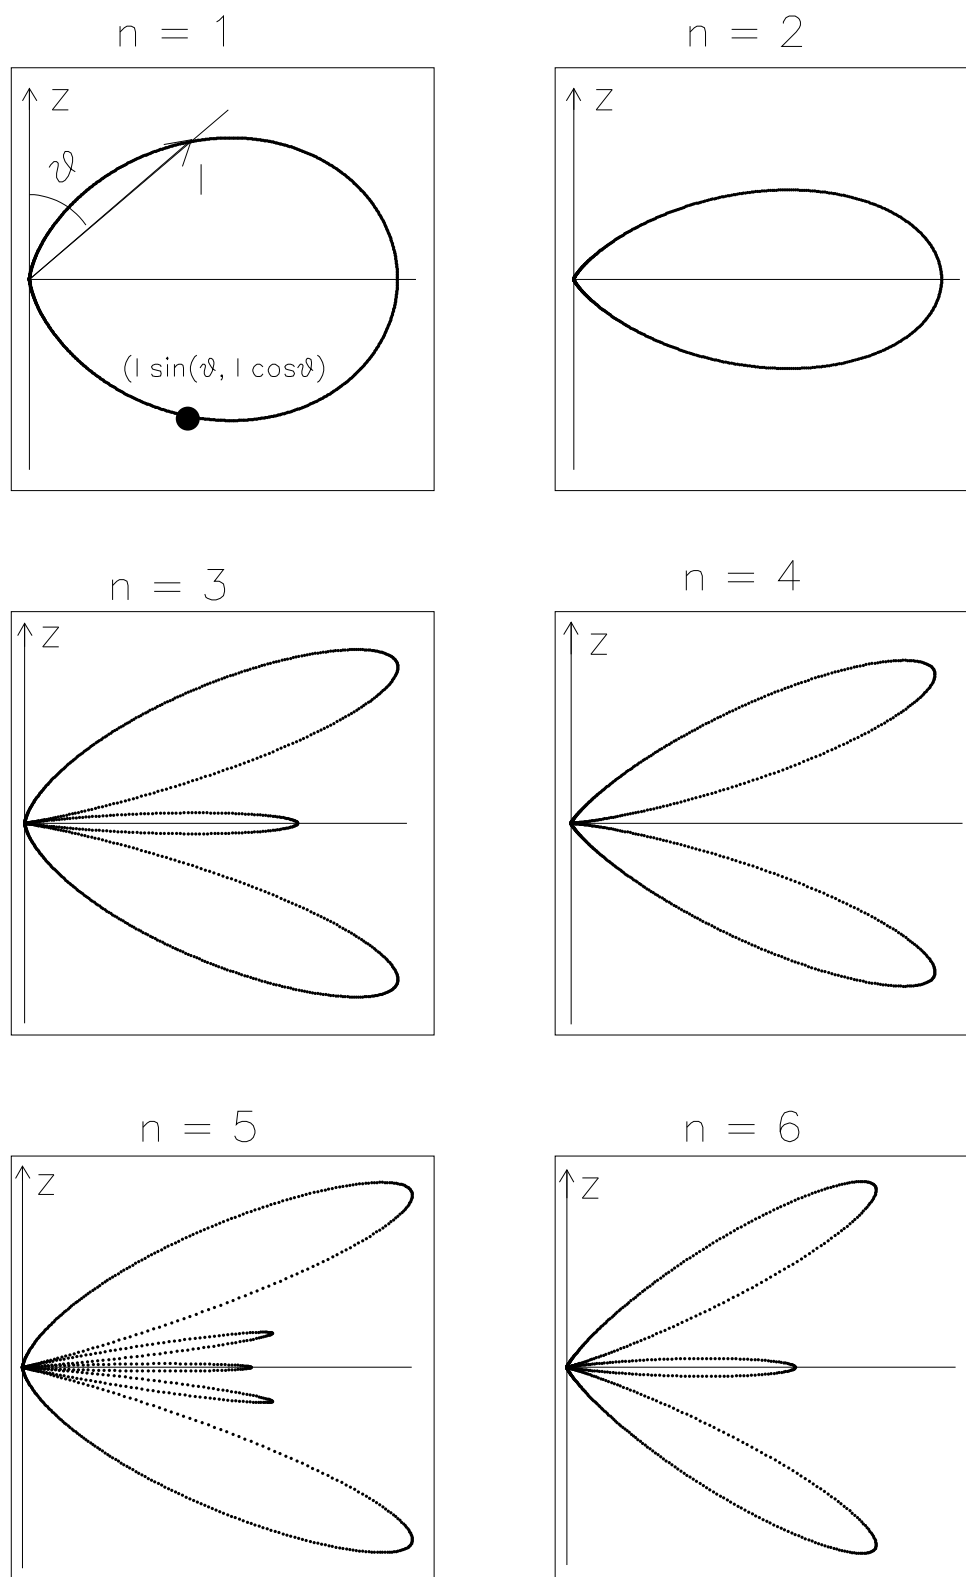 n = 1
n = 2
z
ϑ
l
(l sin(ϑ, l cosϑ)
n = 3
n = 4
z
z
n = 5
n = 6
z
z